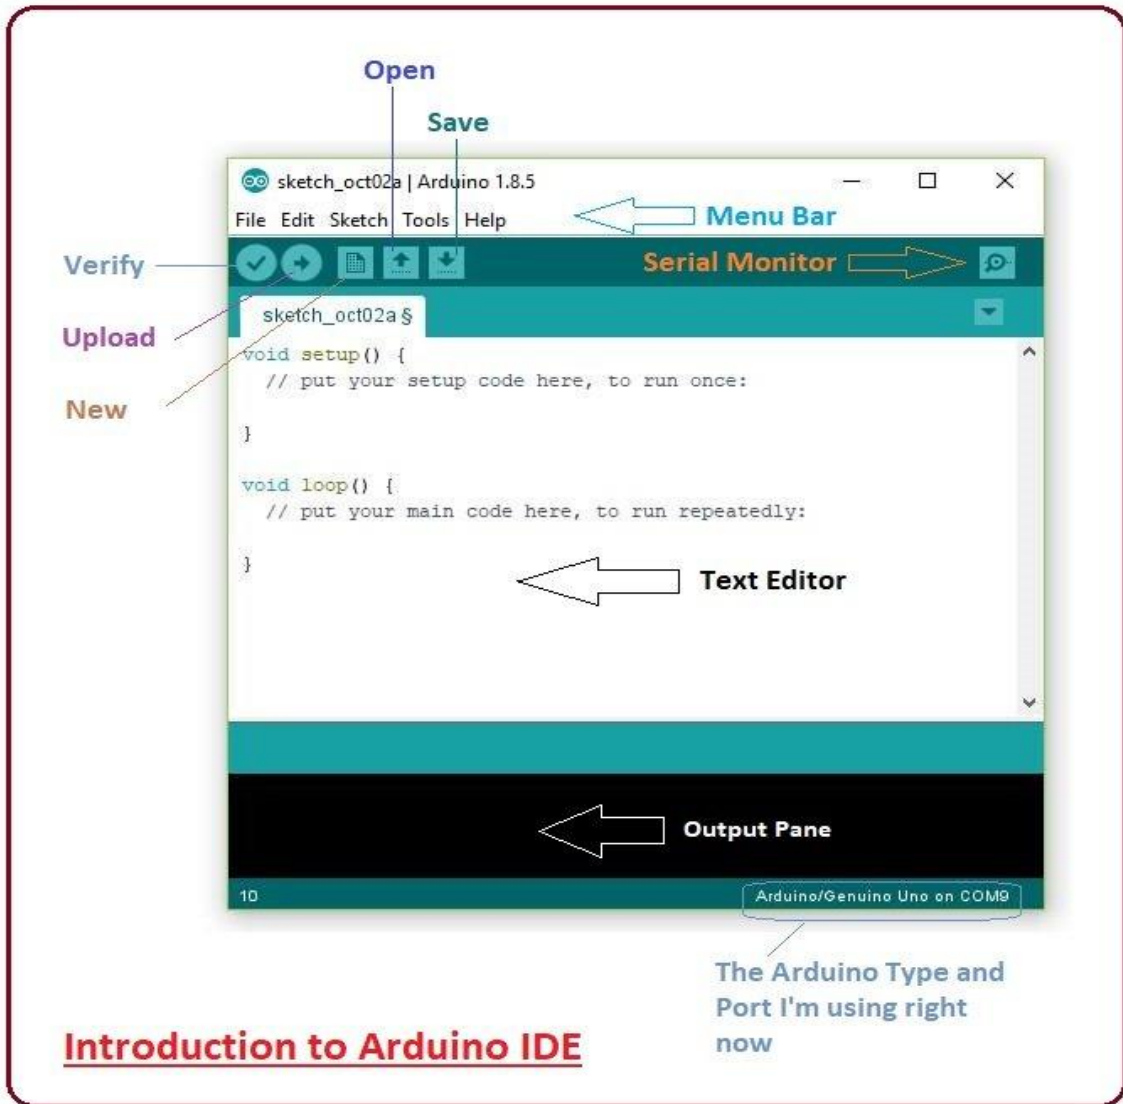 Open
Save
sketch_oct02a | Arduino 1.8.5
File Edit Sketch Tools Help
Menu Bar
Verify
Serial Monitor
Upload
sketch_oct02a §
New
void setup() {
  // put your setup code here, to run once:
}
void loop() {
  // put your main code here, to run repeatedly:
}
Text Editor
Output Pane
10
Arduino/Genuino Uno on COM9
The Arduino Type and
Port I'm using right
now
Introduction to Arduino IDE